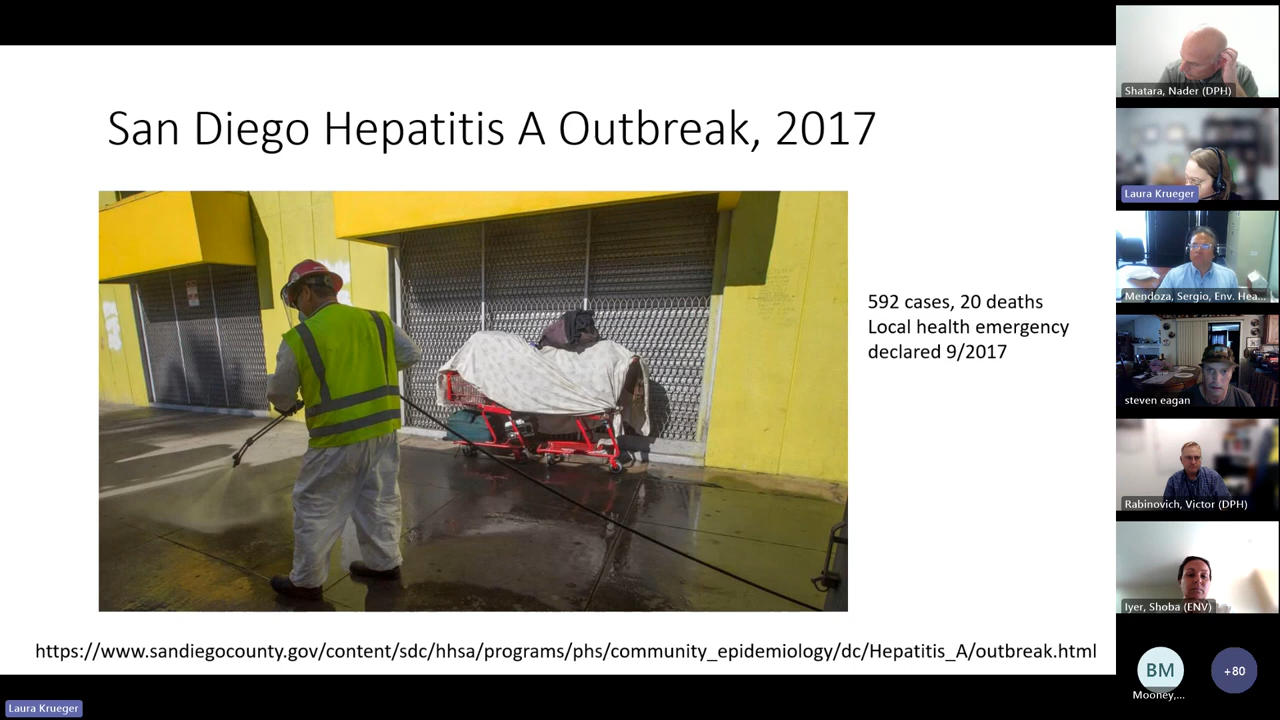 San Diego Hepatitis A Outbreak, 2017
592 cases, 20 deaths
Local health emergency
declared 9/2017
https://www.sandiegocounty.gov/content/sdc/hhsa/programs/phs/community_epidemiology/dc/Hepatitis_A/outbreak.html
Shatara, Nader (DPH)
Laura Krueger
Mendoza, Sergio, Env. Hea...
steven eagan
Rabinovich, Victor (DPH)
Iyer, Shoba (ENV)
BM
Mooney,...
+80
Laura Krueger